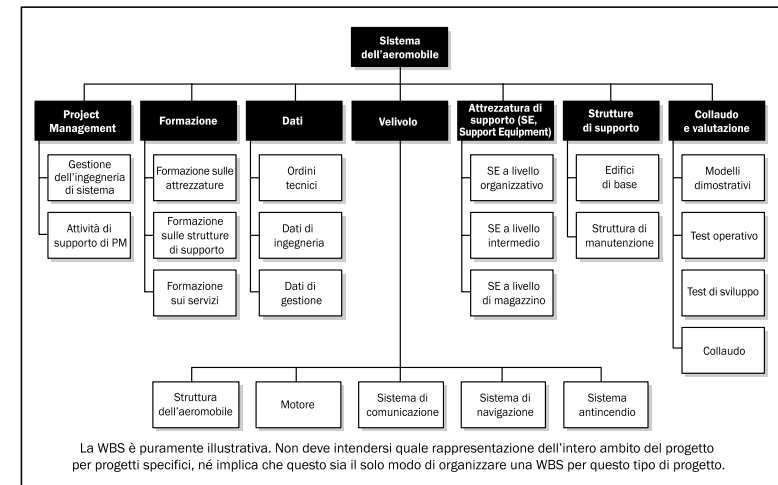 Sistema
dell'aeromobile
Project
Management
Formazione
Dati
Velivolo
Attrezzatura di
supporto (SE,
Support Equipment)
Strutture
di supporto
Collaudo
e valutazione
Gestione
dell'ingegneria
di sistema
Attività di
supporto di PM
Formazione sulle
attrezzature
Formazione
sulle strutture
di supporto
Formazione
sui servizi
Ordini
tecnici
Dati di
ingegneria
Dati di
gestione
SE a livello
organizzativo
SE a livello
intermedio
SE a livello
di magazzino
Edifici
di base
Struttura di
manutenzione
Modelli
dimostrativi
Test operativo
Test di sviluppo
Collaudo
Struttura
dell'aeromobile
Motore
Sistema di
comunicazione
Sistema di
navigazione
Sistema
antincendio
La WBS è puramente illustrativa. Non deve intendersi quale rappresentazione dell'intero ambito del progetto
per progetti specifici, né implica che questo sia il solo modo di organizzare una WBS per questo tipo di progetto.